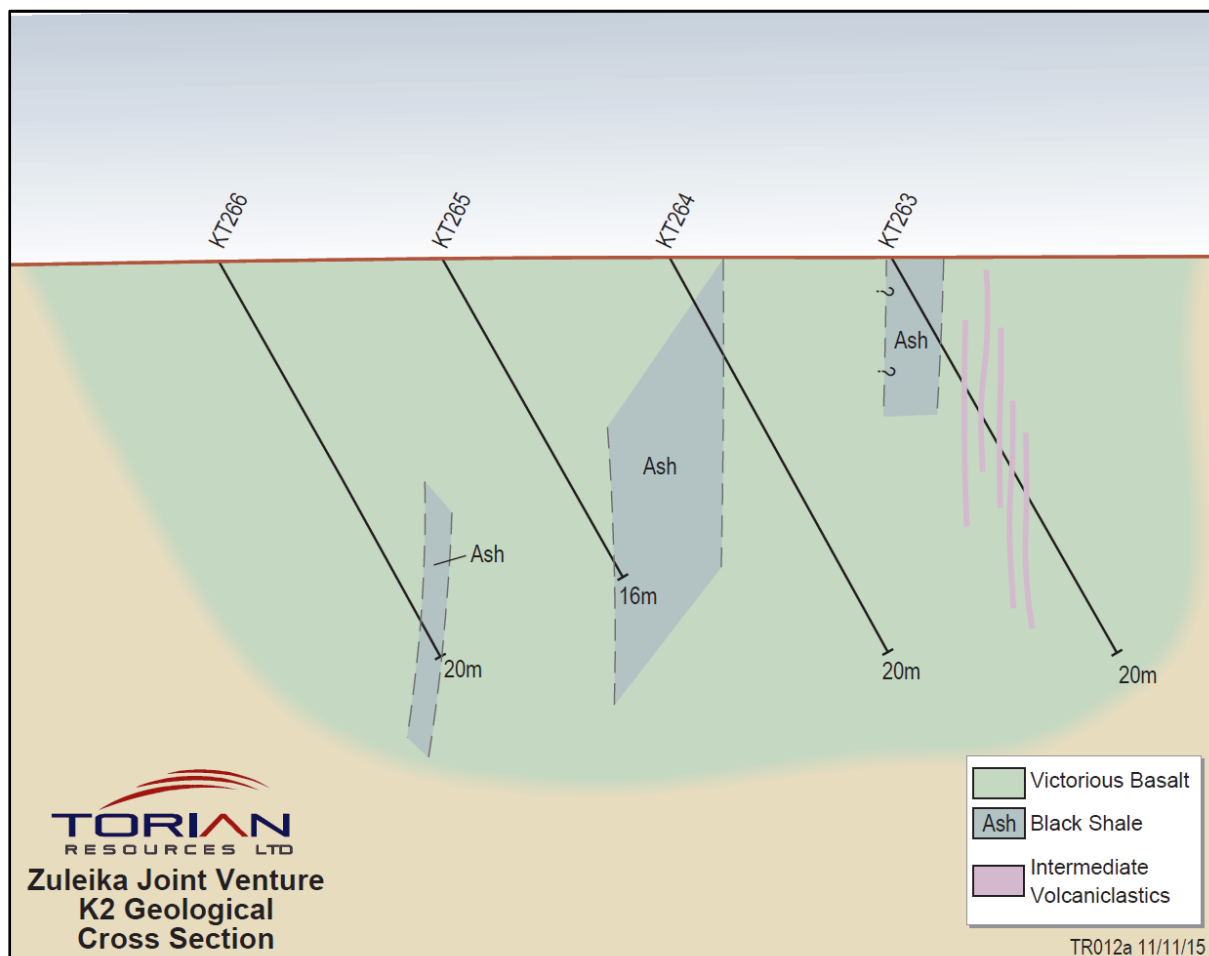 KT266
KT265
KT264
KT263
?
Ash
?
Ash
Ash
16m
20m
20m
20m
TORIAN
RESOURCES LTD
Zuleika Joint Venture
K2 Geological
Cross Section
Victorious Basalt
Ash Black Shale
Intermediate
Volcaniclastics
TR012a 11/11/15